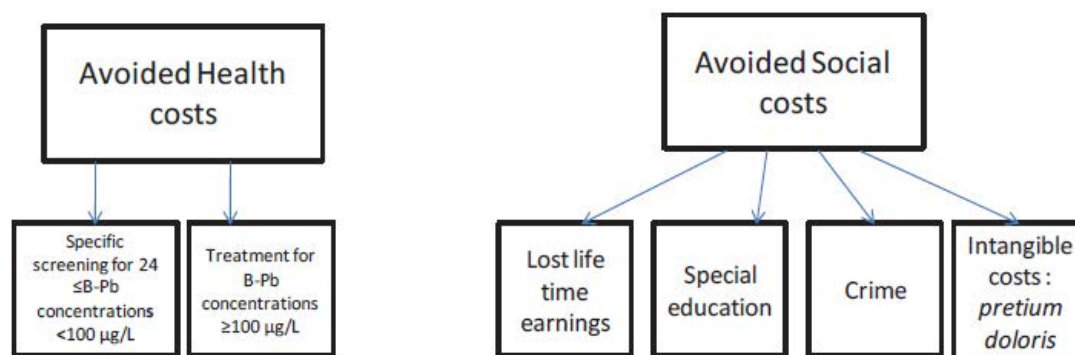 Avoided Health
costs
Avoided Social
costs
Specific
screening for 24
≤B-Pb
concentrations
<100 µg/L
Treatment for
B-Pb
concentrations
≥100 µg/L
Lost life
time
earnings
Special
education
Crime
Intangible
costs :
pretium
doloris